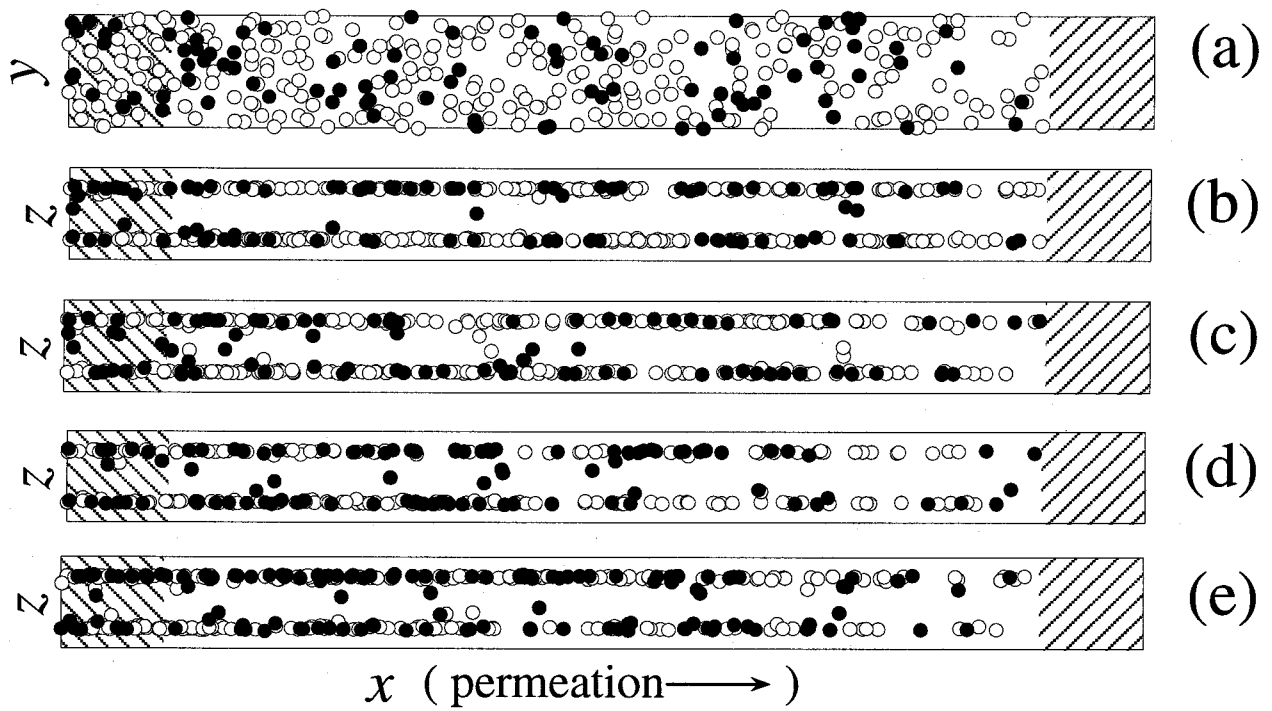 y (a)
z (b)
z (c)
z (d)
z (e)
x ( permeation⟶ )